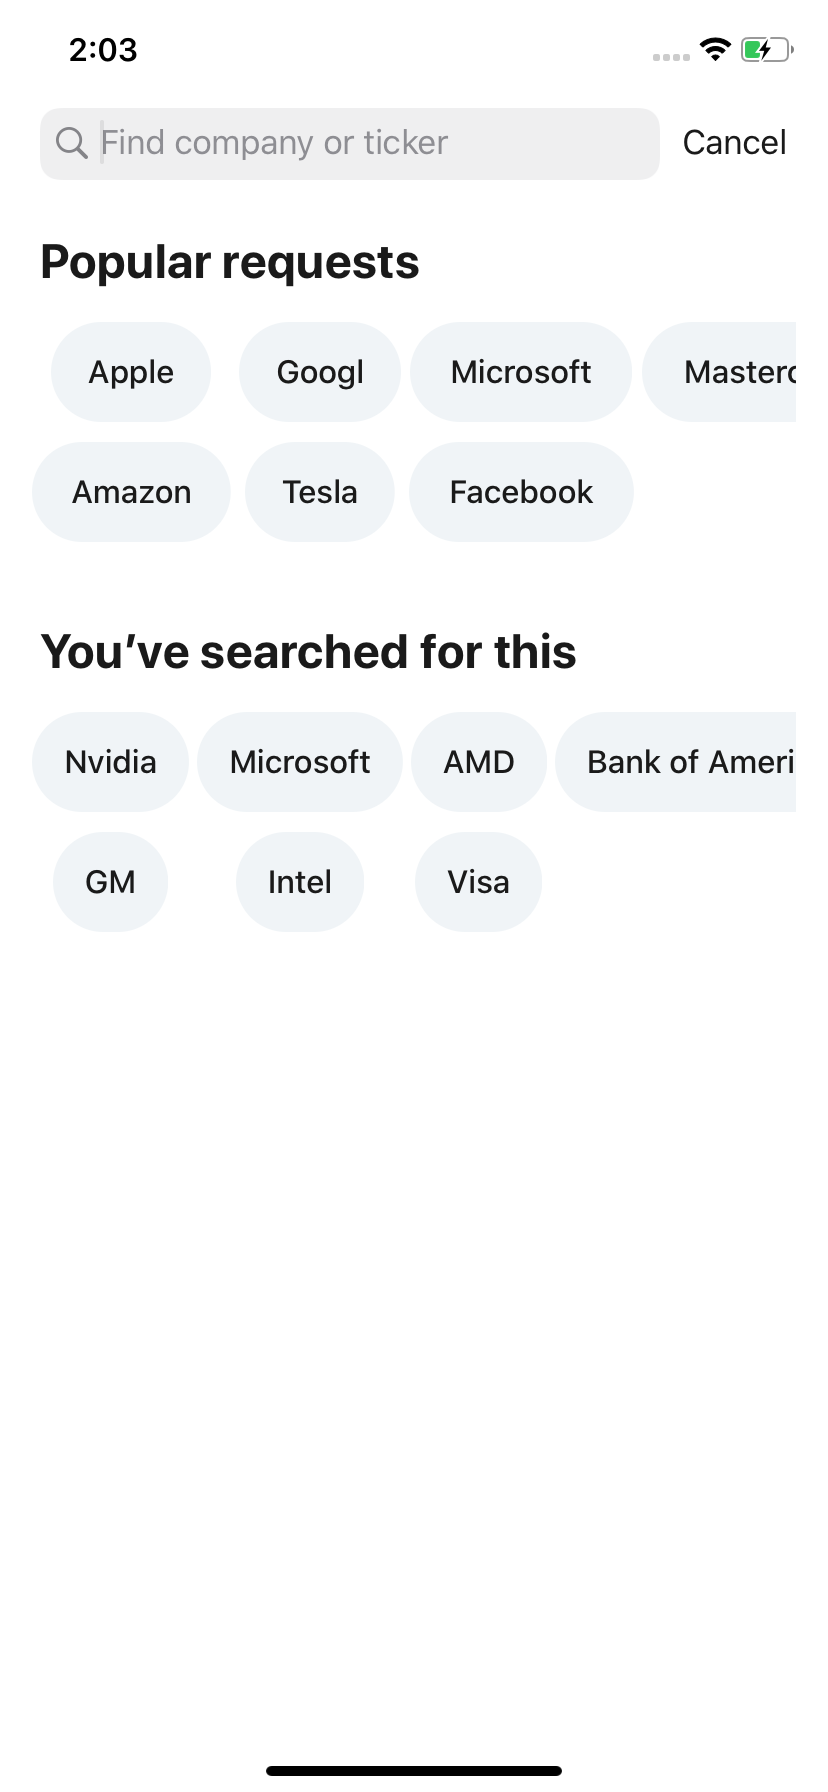 2:03
Find company or ticker Cancel
Popular requests
Apple Googl Microsoft Masterc
Amazon Tesla Facebook
You’ve searched for this
Nvidia Microsoft AMD Bank of Ameri
GM Intel Visa